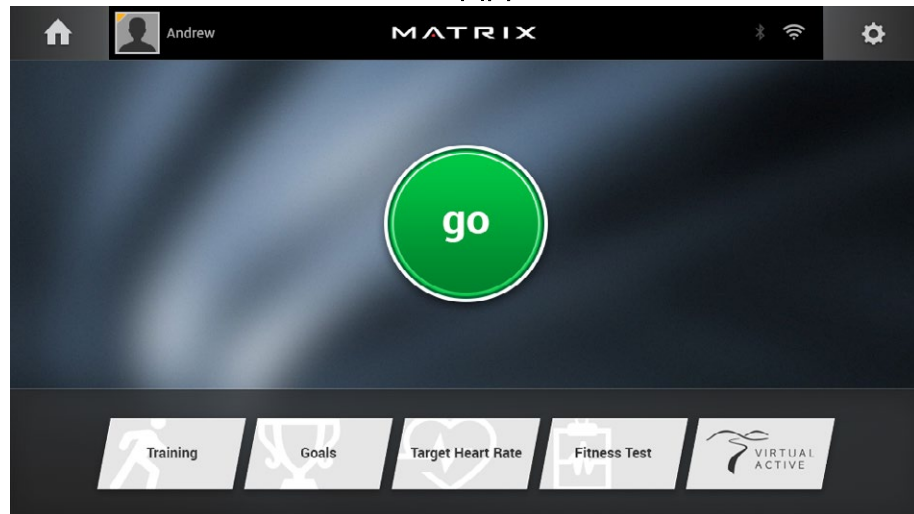 Andrew
MATRIX
go
Training
Goals
Target Heart Rate
Fitness Test
VIRTUAL
ACTIVE